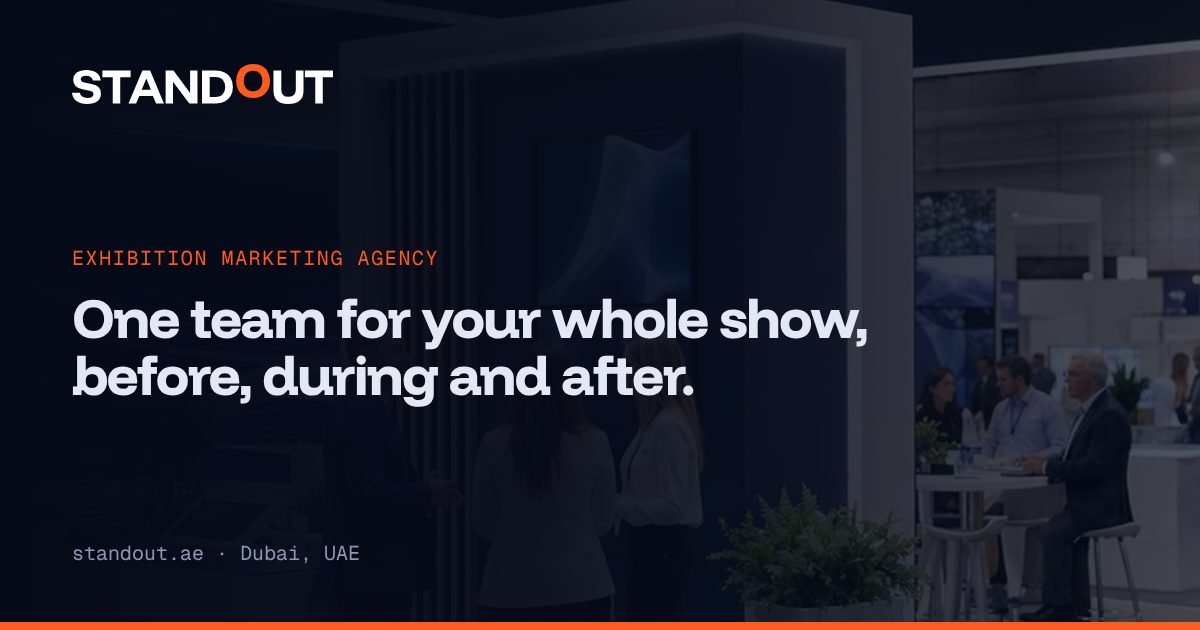 STANDOUT
EXHIBITION MARKETING AGENCY
One team for your whole show,
before, during and after.
standout.ae · Dubai, UAE